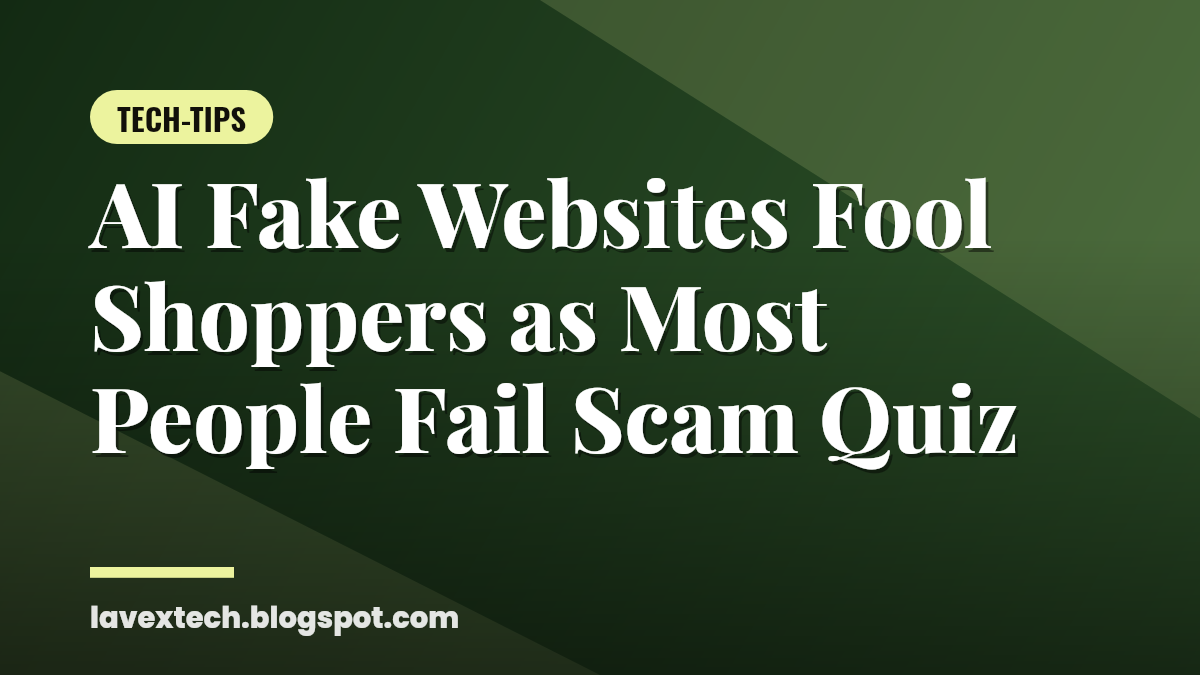 TECH-TIPS
AI Fake Websites Fool
Shoppers as Most
People Fail Scam Quiz
lavextech.blogspot.com